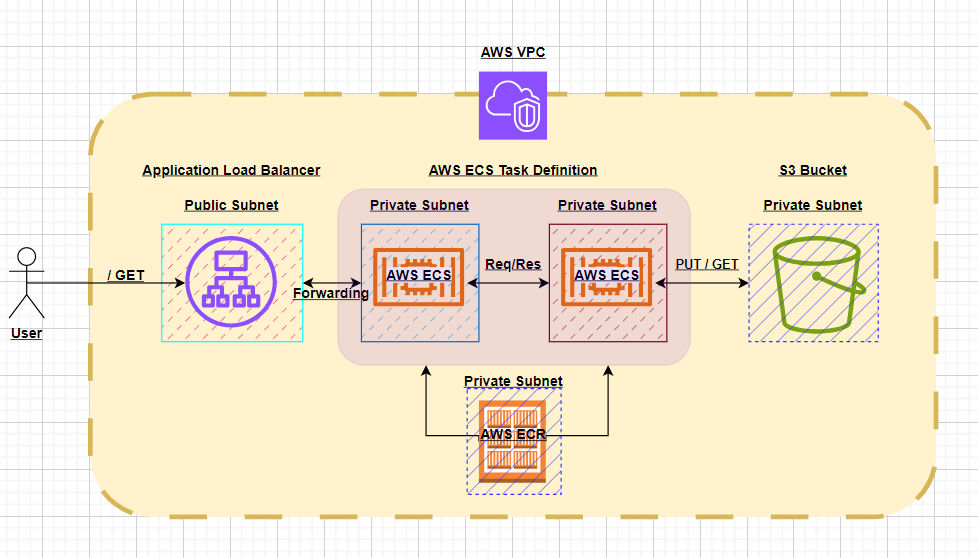 AWS VPC
Application Load Balancer
AWS ECS Task Definition
S3 Bucket
Public Subnet
Private Subnet
Private Subnet
Private Subnet
/ GET
Forwarding
AWS ECS
Req/Res
AWS ECS
PUT / GET
User
Private Subnet
AWS ECR